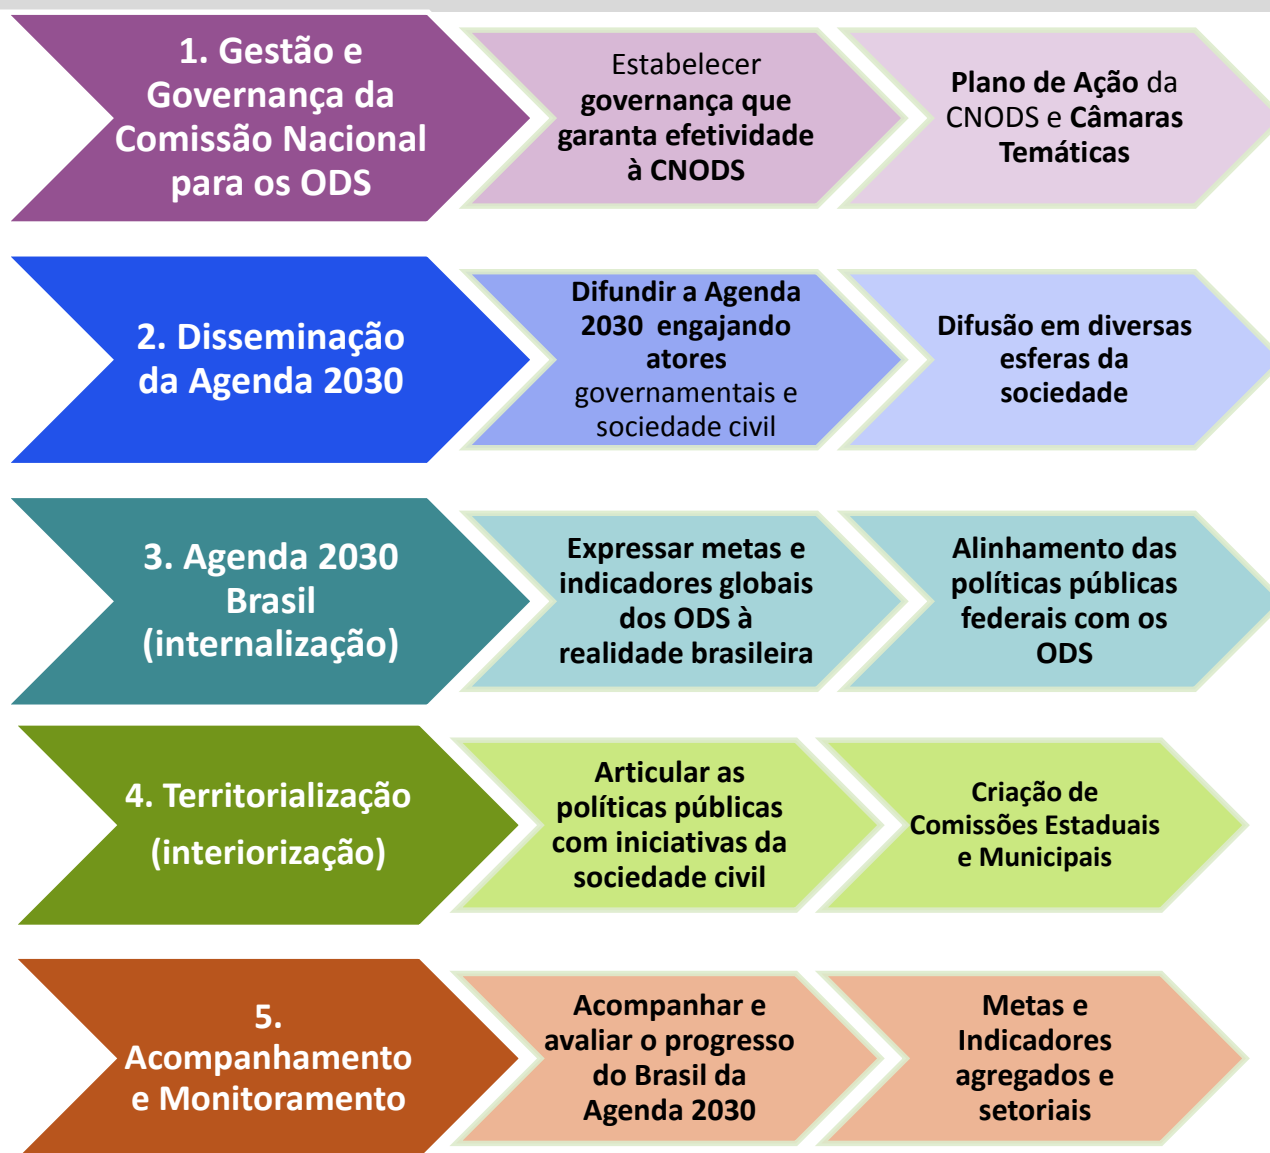 1. Gestão e
Governança da
Comissão Nacional
para os ODS
Estabelecer
governança que
garanta efetividade
à CNODS
Plano de Ação da
CNODS e Câmaras
Temáticas
2. Disseminação
da Agenda 2030
Difundir a Agenda
2030 engajando
atores
governamentais e
sociedade civil
Difusão em diversas
esferas da
sociedade
3. Agenda 2030
Brasil
(internalização)
Expressar metas e
indicadores globais
dos ODS à
realidade brasileira
Alinhamento das
políticas públicas
federais com os
ODS
4. Territorialização
(interiorização)
Articular as
políticas públicas
com iniciativas da
sociedade civil
Criação de
Comissões Estaduais
e Municipais
5.
Acompanhamento
e Monitoramento
Acompanhar e
avaliar o progresso
do Brasil da
Agenda 2030
Metas e
Indicadores
agregados e
setoriais